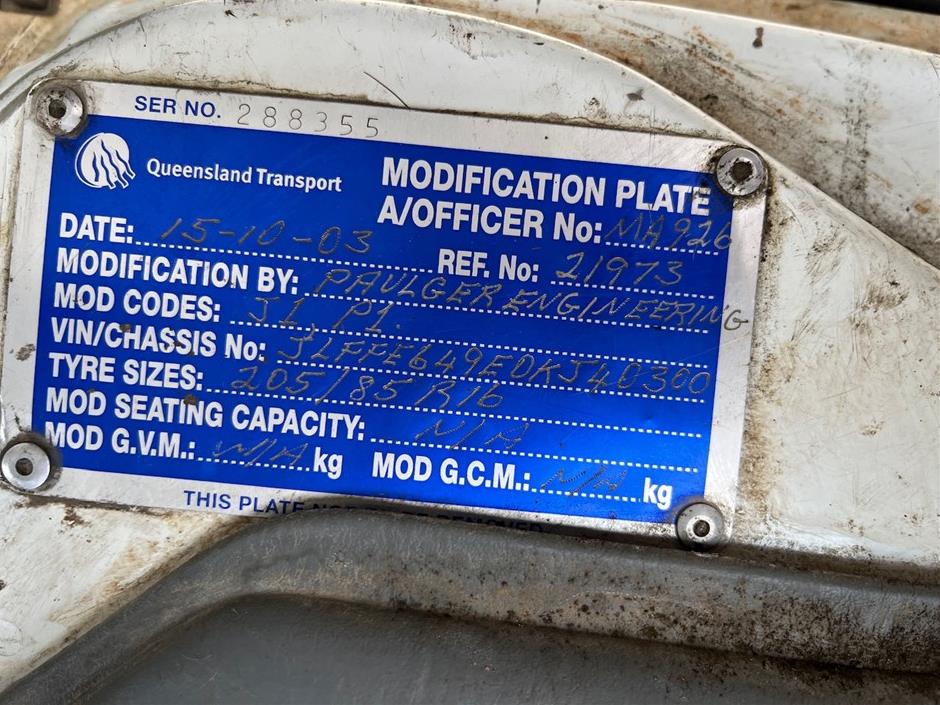 SER NO. 288355
Queensland Transport
MODIFICATION PLATE
A/OFFICER No: MA926
DATE: 15-10-03 REF. No: 21973
MODIFICATION BY: PAULGER ENGINEERING
MOD CODES: J1, P1.
VIN/CHASSIS No: JLFFE649EOKJ40300
TYRE SIZES: 205/85 R16
MOD SEATING CAPACITY: N/A
MOD G.V.M.: N/A kg MOD G.C.M.: N/A kg
THIS PLATE